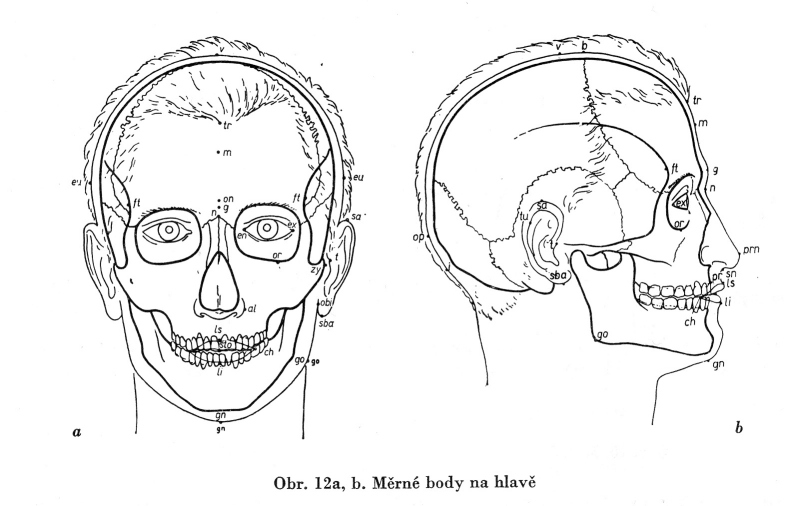 v
tr
m
eu
eu
ft
ft
on
g
n
sa
en
ex
or
t
zy
al
obi
sba
ls
sto
ch
li
go
go
gn
gn
a
v b
tr
m
g
ft
n
ex
or
sa
tu
t
op
sba
prn
pr
sn
ls
li
ch
go
gn
b
Obr. 12a, b. Měrné body na hlavě